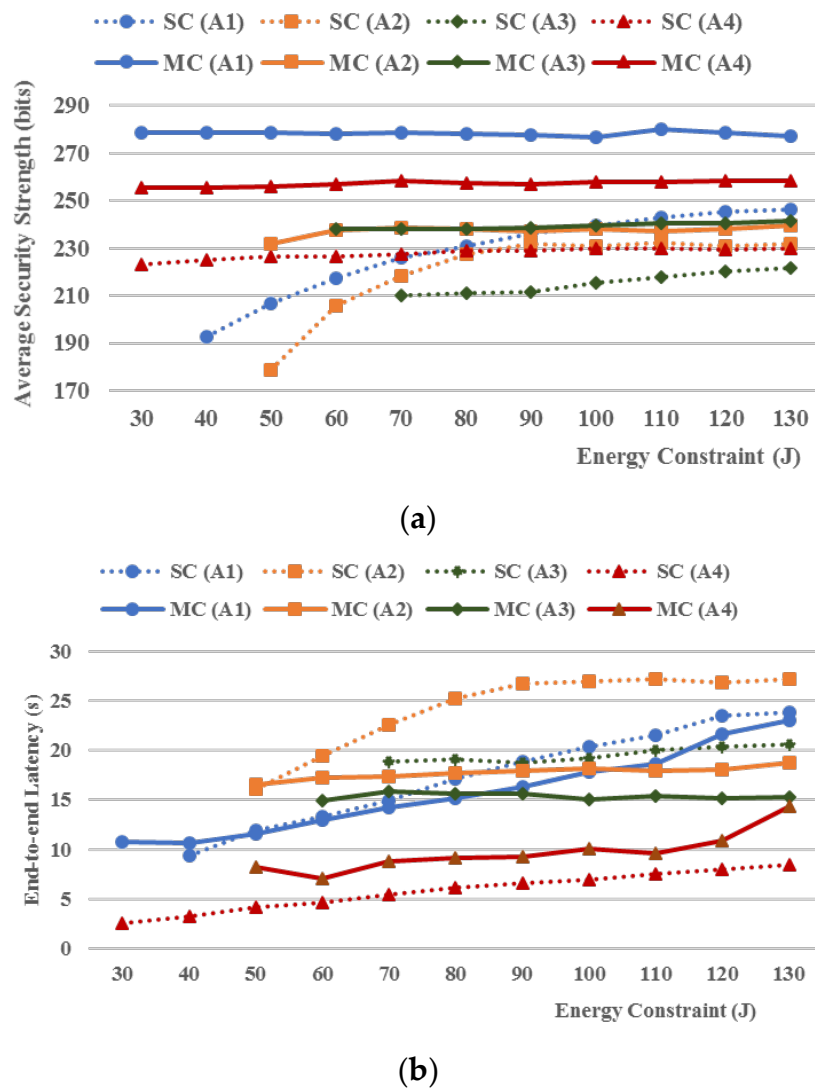 SC (A1) SC (A2) SC (A3) SC (A4)
MC (A1) MC (A2) MC (A3) MC (A4)
Average Security Strength (bits)
290
270
250
230
210
190
170
30 40 50 60 70 80 90 100 110 120 130
Energy Constraint (J)
(a)
SC (A1) SC (A2) SC (A3) SC (A4)
MC (A1) MC (A2) MC (A3) MC (A4)
End-to-end Latency (s)
30
25
20
15
10
5
0
30 40 50 60 70 80 90 100 110 120 130
Energy Constraint (J)
(b)